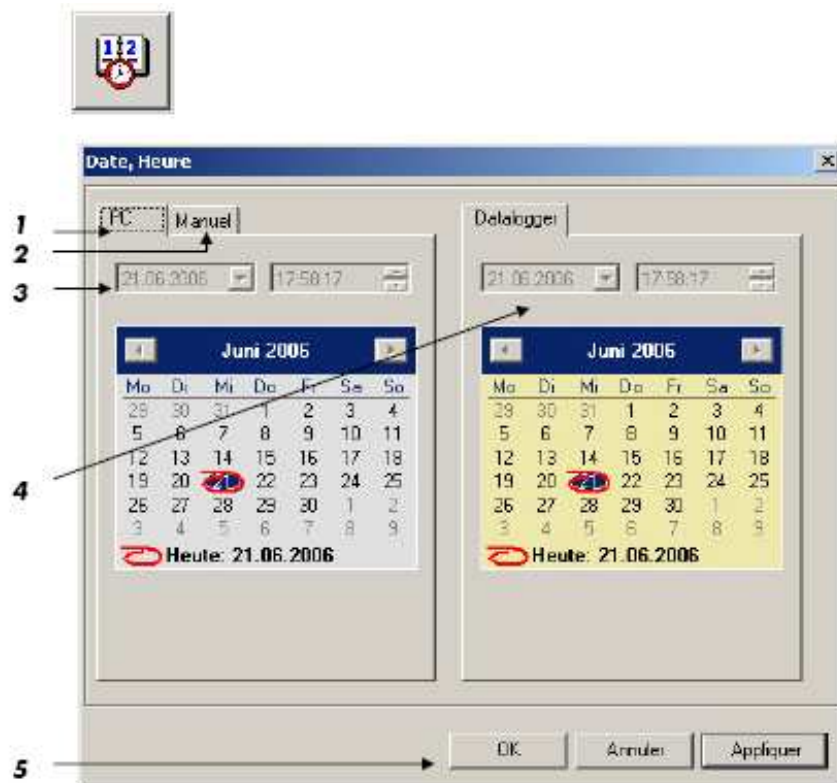 1 2
Date, Heure
1
PC Manuel Datalogger
2
3
21.06.2006 17:58:17 21.06.2006 17:58:17
Juni 2006 Juni 2006
Mo Di Mi Do Fr Sa So Mo Di Mi Do Fr Sa So
29 30 31 1 2 3 4 29 30 31 1 2 3 4
5 6 7 8 9 10 11 5 6 7 8 9 10 11
12 13 14 15 16 17 18 12 13 14 15 16 17 18
4
19 20 21 22 23 24 25 19 20 21 22 23 24 25
26 27 28 29 30 1 2 26 27 28 29 30 1 2
3 4 5 6 7 8 9 3 4 5 6 7 8 9
Heute: 21.06.2006 Heute: 21.06.2006
5
OK Annuler Appliquer